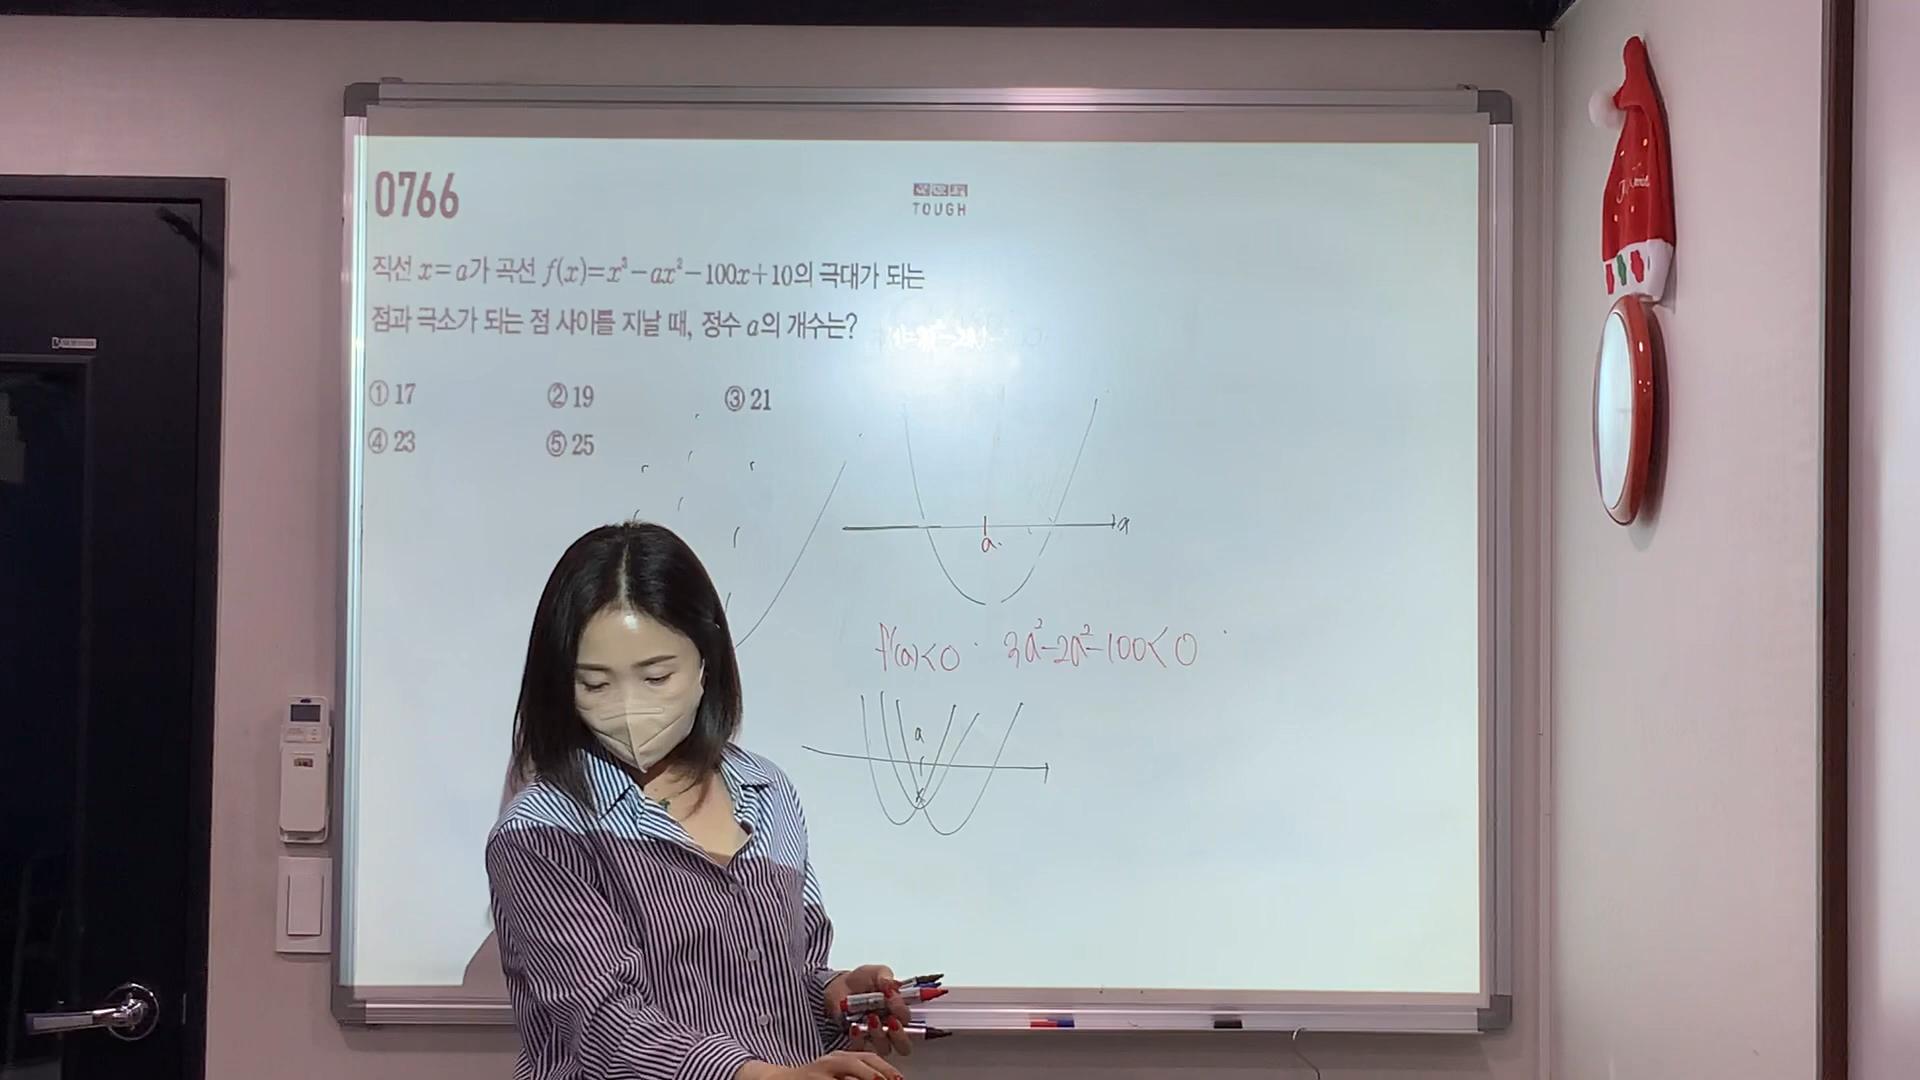 0766
TOUGH
직선 x=a가 곡선 f(x)=x³-ax²-100x+10의 극대가 되는
점과 극소가 되는 점 사이를 지날 때, 정수 a의 개수는?
① 17 ② 19 ③ 21
④ 23 ⑤ 25
x
a
f'(a)<0 3a²-2a²-100<0
a